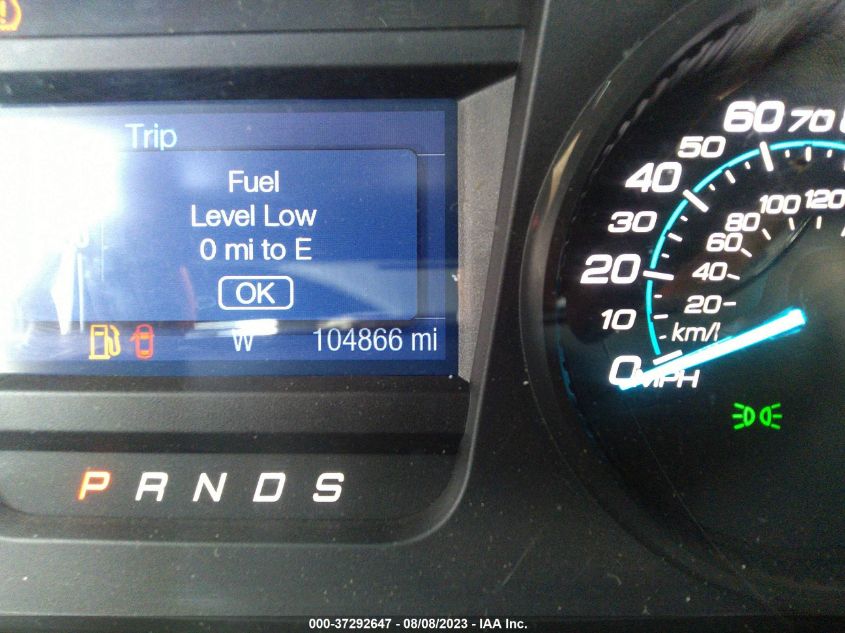 Trip
Fuel
Level Low
0 mi to E
OK
W 104866 mi
P R N D S
0 10 20 30 40 50 60 70
20 40 60 80 100 120
km/
MPH
000-37292647 - 08/08/2023 - IAA Inc.